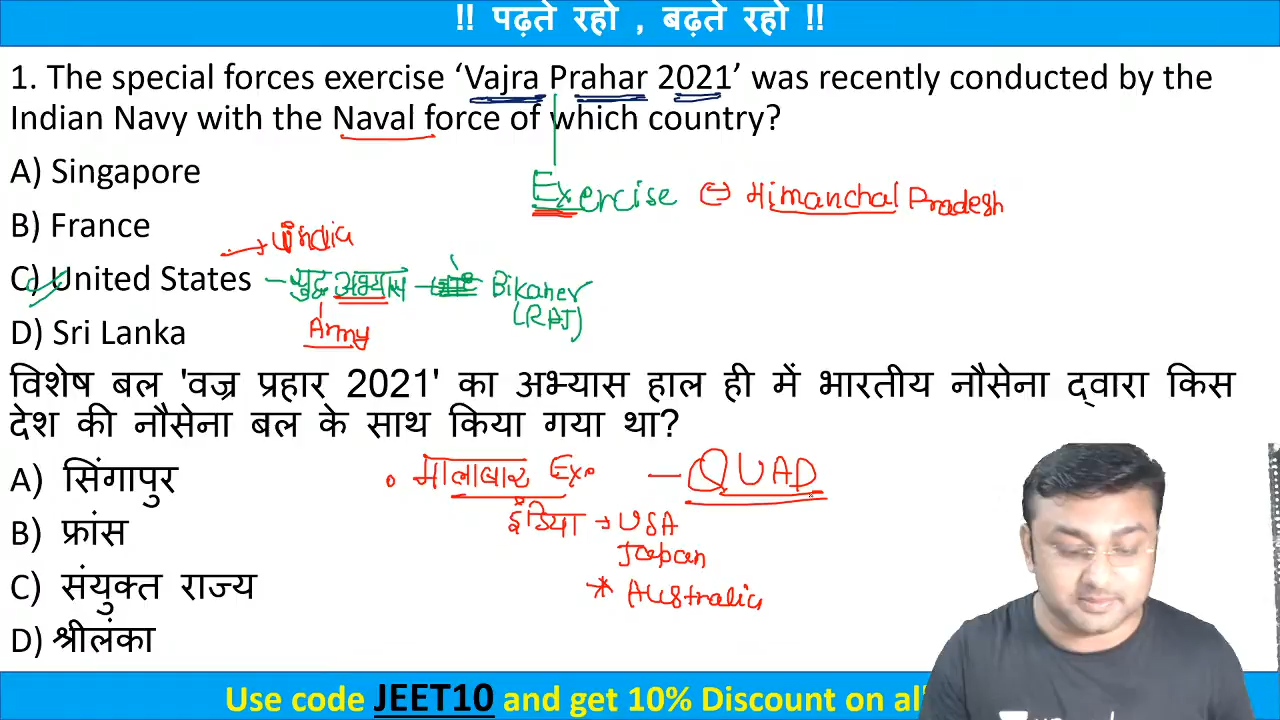 !! पढ़ते रहो , बढ़ते रहो !!
1. The special forces exercise ‘Vajra Prahar 2021’ was recently conducted by the
Indian Navy with the Naval force of which country?
A) Singapore
Exercise
Himanchal Pradesh
B) France
India
C) United States
युद्ध अभ्यास
Bikaner
(RAJ)
D) Sri Lanka
Army
विशेष बल 'वज्र प्रहार 2021' का अभ्यास हाल ही में भारतीय नौसेना द्वारा किस
देश की नौसेना बल के साथ किया गया था?
A) सिंगापुर
मालाबार Exe
QUAD
B) फ्रांस
इंडिया → USA
Japan
C) संयुक्त राज्य
* Australia
D) श्रीलंका
Use code JEET10 and get 10% Discount on al